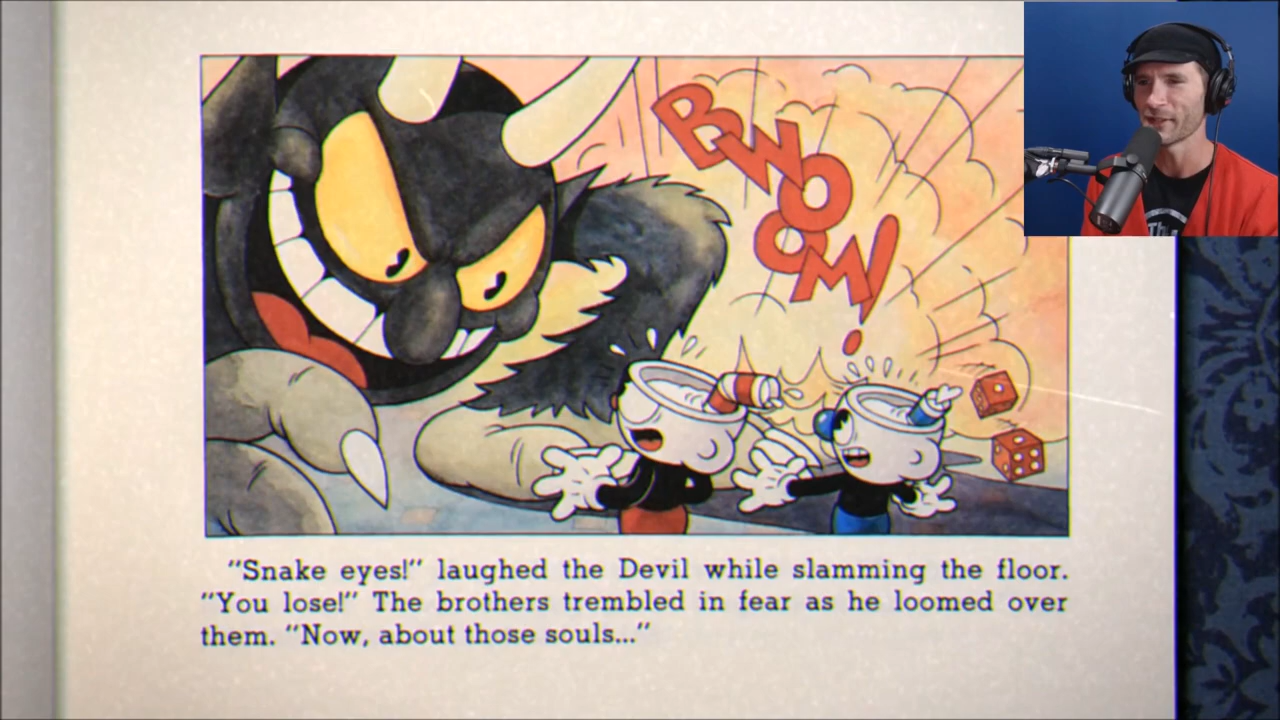 BWOOM!
"Snake eyes!" laughed the Devil while slamming the floor.
"You lose!" The brothers trembled in fear as he loomed over
them. "Now, about those souls..."